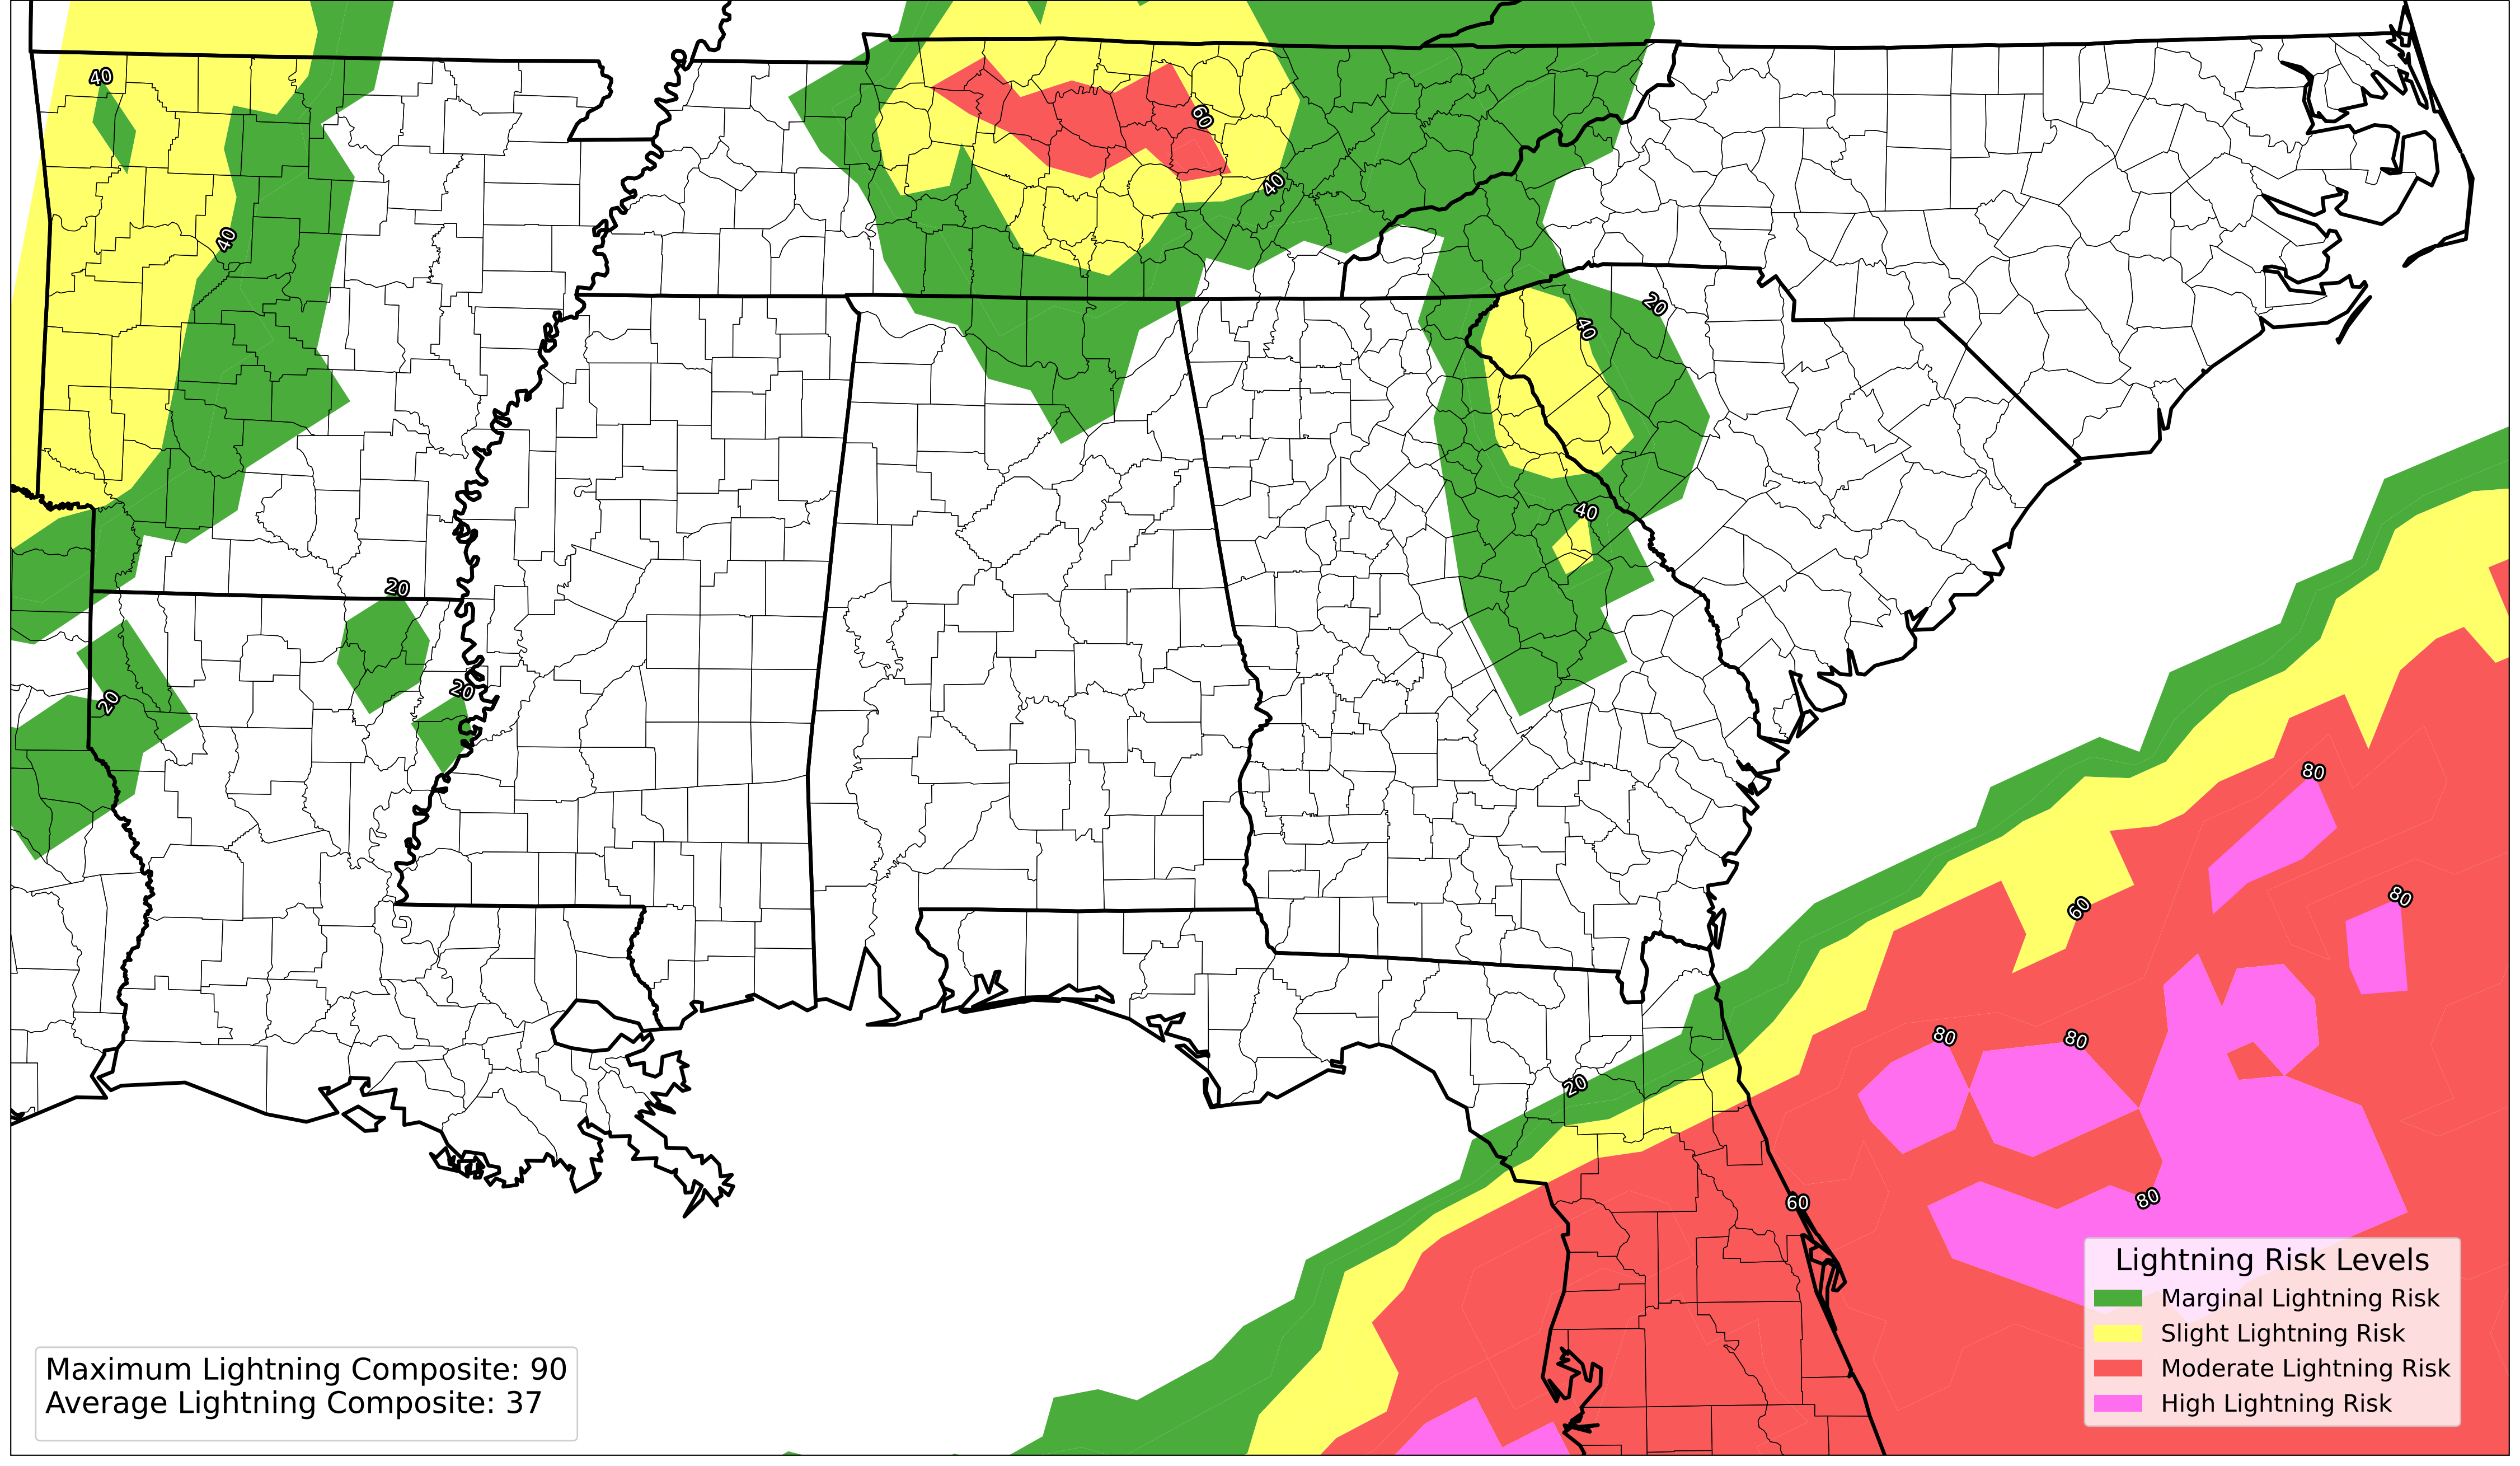 40
60
40
40
20
40
40
20
20
20
80
80
60
80
80
20
80
60
Lightning Risk Levels
Marginal Lightning Risk
Slight Lightning Risk
Moderate Lightning Risk
High Lightning Risk
Maximum Lightning Composite: 90
Average Lightning Composite: 37